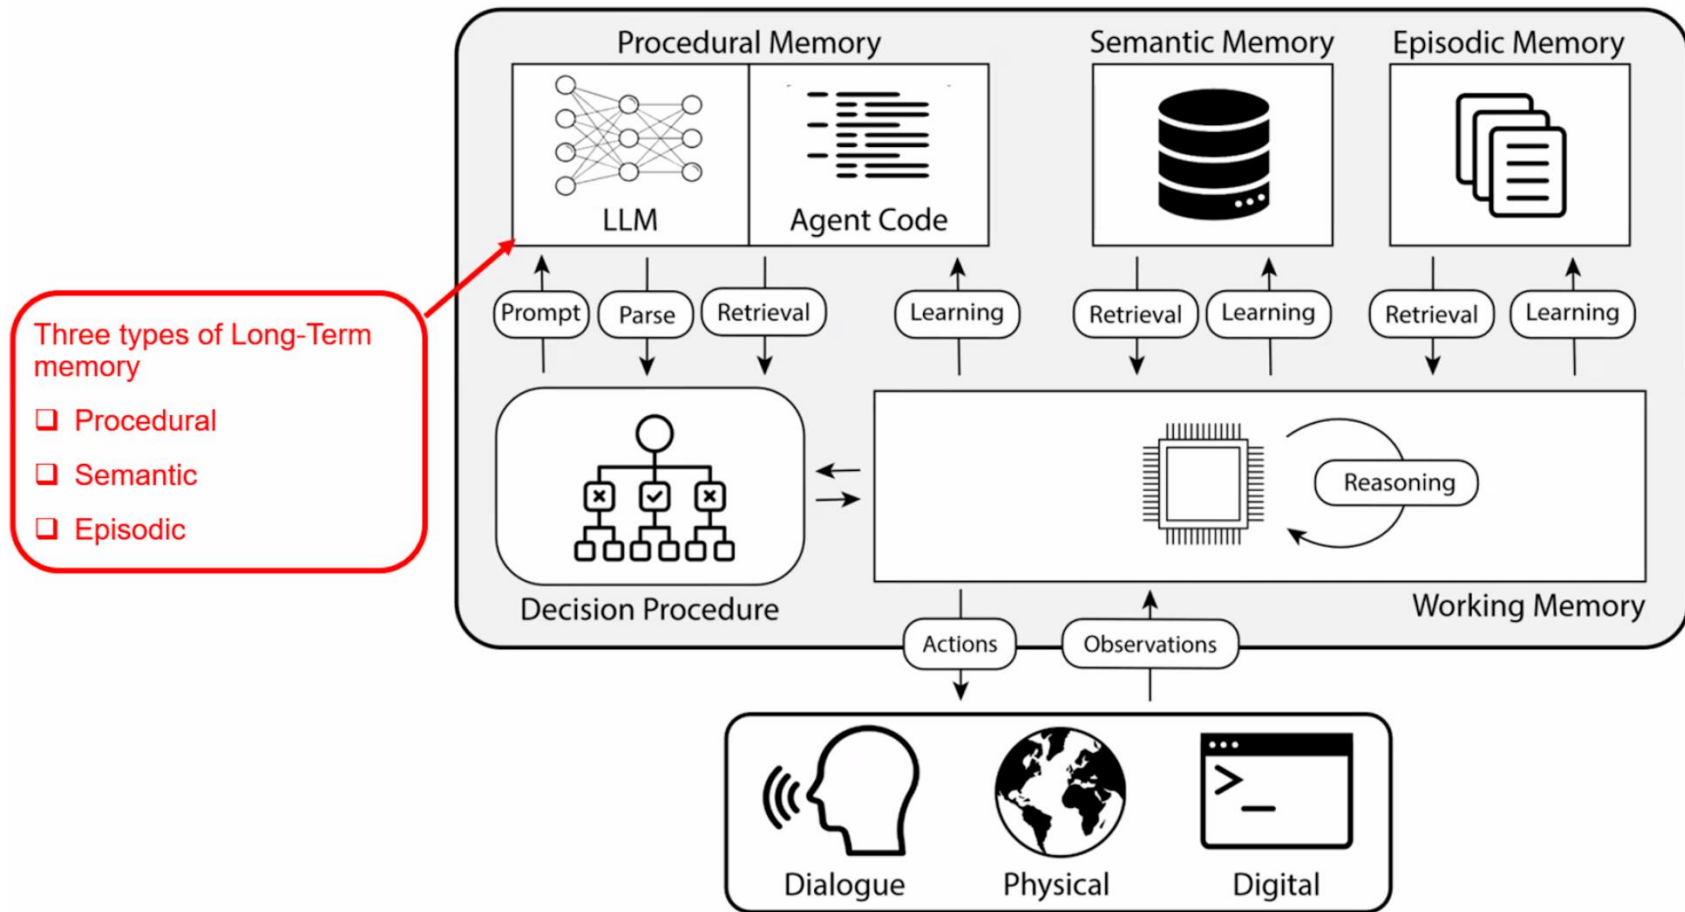 Procedural Memory
Semantic Memory
Episodic Memory
LLM
Agent Code
Prompt
Parse
Retrieval
Learning
Retrieval
Learning
Retrieval
Learning
Three types of Long-Term
memory
❑ Procedural
❑ Semantic
❑ Episodic
Reasoning
Decision Procedure
Working Memory
Actions
Observations
>_
Dialogue
Physical
Digital